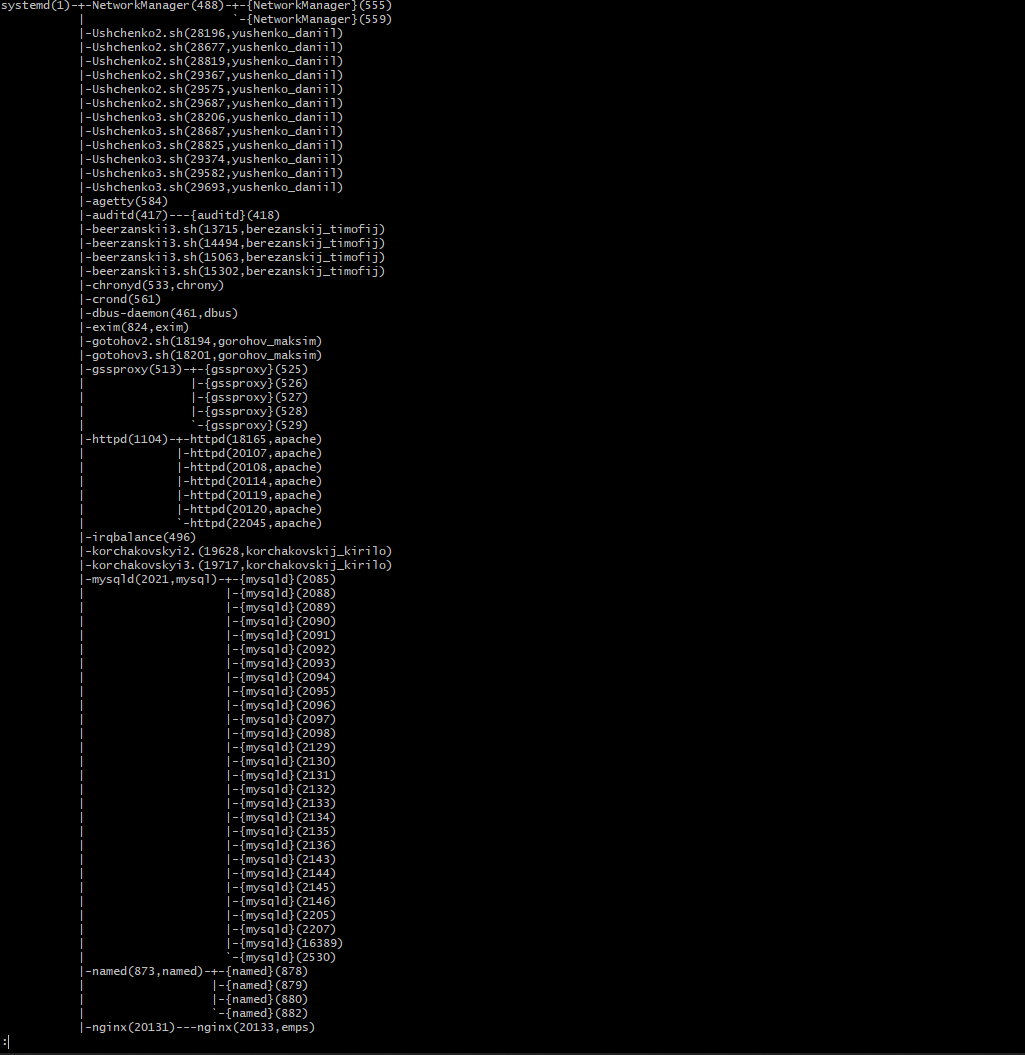 systemd(1)-+-NetworkManager(488)-+-{NetworkManager}(555)
           |                     `-{NetworkManager}(559)
           |-Ushchenko2.sh(28196,yushenko_daniil)
           |-Ushchenko2.sh(28677,yushenko_daniil)
           |-Ushchenko2.sh(28819,yushenko_daniil)
           |-Ushchenko2.sh(29367,yushenko_daniil)
           |-Ushchenko2.sh(29575,yushenko_daniil)
           |-Ushchenko2.sh(29687,yushenko_daniil)
           |-Ushchenko3.sh(28206,yushenko_daniil)
           |-Ushchenko3.sh(28687,yushenko_daniil)
           |-Ushchenko3.sh(28825,yushenko_daniil)
           |-Ushchenko3.sh(29374,yushenko_daniil)
           |-Ushchenko3.sh(29582,yushenko_daniil)
           |-Ushchenko3.sh(29693,yushenko_daniil)
           |-agetty(584)
           |-auditd(417)---{auditd}(418)
           |-beerzanskii3.sh(13715,berezanskij_timofij)
           |-beerzanskii3.sh(14494,berezanskij_timofij)
           |-beerzanskii3.sh(15063,berezanskij_timofij)
           |-beerzanskii3.sh(15302,berezanskij_timofij)
           |-chronyd(533,chrony)
           |-crond(561)
           |-dbus-daemon(461,dbus)
           |-exim(824,exim)
           |-gotohov2.sh(18194,gorohov_maksim)
           |-gotohov3.sh(18201,gorohov_maksim)
           |-gssproxy(513)-+-{gssproxy}(525)
           |               |-{gssproxy}(526)
           |               |-{gssproxy}(527)
           |               |-{gssproxy}(528)
           |               `-{gssproxy}(529)
           |-httpd(1104)-+-httpd(18165,apache)
           |             |-httpd(20107,apache)
           |             |-httpd(20108,apache)
           |             |-httpd(20114,apache)
           |             |-httpd(20119,apache)
           |             |-httpd(20120,apache)
           |             `-httpd(22045,apache)
           |-irqbalance(496)
           |-korchakovskyi2.(19628,korchakovskij_kirilo)
           |-korchakovskyi3.(19717,korchakovskij_kirilo)
           |-mysqld(2021,mysql)-+-{mysqld}(2085)
           |                    |-{mysqld}(2088)
           |                    |-{mysqld}(2089)
           |                    |-{mysqld}(2090)
           |                    |-{mysqld}(2091)
           |                    |-{mysqld}(2092)
           |                    |-{mysqld}(2093)
           |                    |-{mysqld}(2094)
           |                    |-{mysqld}(2095)
           |                    |-{mysqld}(2096)
           |                    |-{mysqld}(2097)
           |                    |-{mysqld}(2098)
           |                    |-{mysqld}(2129)
           |                    |-{mysqld}(2130)
           |                    |-{mysqld}(2131)
           |                    |-{mysqld}(2132)
           |                    |-{mysqld}(2133)
           |                    |-{mysqld}(2134)
           |                    |-{mysqld}(2135)
           |                    |-{mysqld}(2136)
           |                    |-{mysqld}(2143)
           |                    |-{mysqld}(2144)
           |                    |-{mysqld}(2145)
           |                    |-{mysqld}(2146)
           |                    |-{mysqld}(2205)
           |                    |-{mysqld}(2207)
           |                    |-{mysqld}(16389)
           |                    `-{mysqld}(2530)
           |-named(873,named)-+-{named}(878)
           |                  |-{named}(879)
           |                  |-{named}(880)
           |                  `-{named}(882)
           |-nginx(20131)---nginx(20133,emps)
: